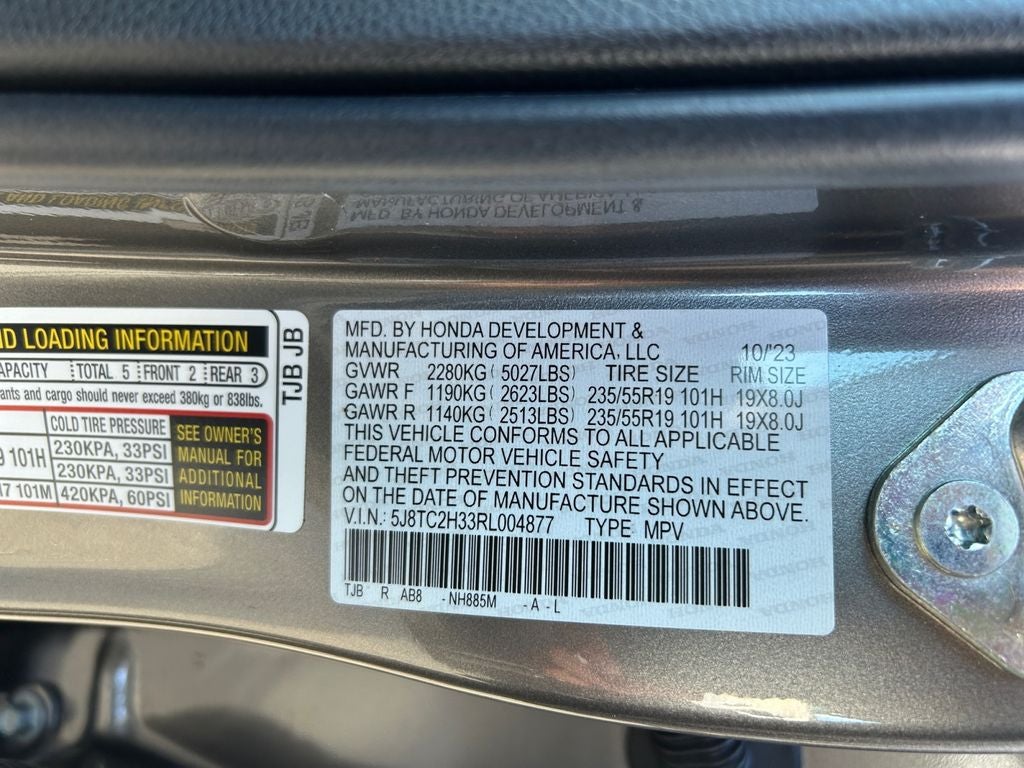 ND LOADING INFORMATION
APACITY TOTAL 5 FRONT 2 REAR 3
ants and cargo should never exceed 380kg or 838lbs.
COLD TIRE PRESSURE
9 101H 230KPA, 33PSI
230KPA, 33PSI
7 101M 420KPA, 60PSI
SEE OWNER'S
MANUAL FOR
ADDITIONAL
INFORMATION
TJB JB
MFD. BY HONDA DEVELOPMENT &
MANUFACTURING OF AMERICA, LLC 10/'23
GVWR 2280KG ( 5027LBS) TIRE SIZE RIM SIZE
GAWR F 1190KG ( 2623LBS) 235/55R19 101H 19X8.0J
GAWR R 1140KG ( 2513LBS) 235/55R19 101H 19X8.0J
THIS VEHICLE CONFORMS TO ALL APPLICABLE
FEDERAL MOTOR VEHICLE SAFETY
AND THEFT PREVENTION STANDARDS IN EFFECT
ON THE DATE OF MANUFACTURE SHOWN ABOVE.
V.I.N.: 5J8TC2H33RL004877 TYPE: MPV
TJB R AB8 -NH885M -A-L